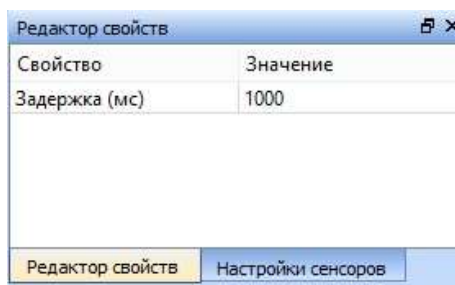 Редактор свойств
Свойство Значение
Задержка (мс) 1000
Редактор свойств Настройки сенсоров